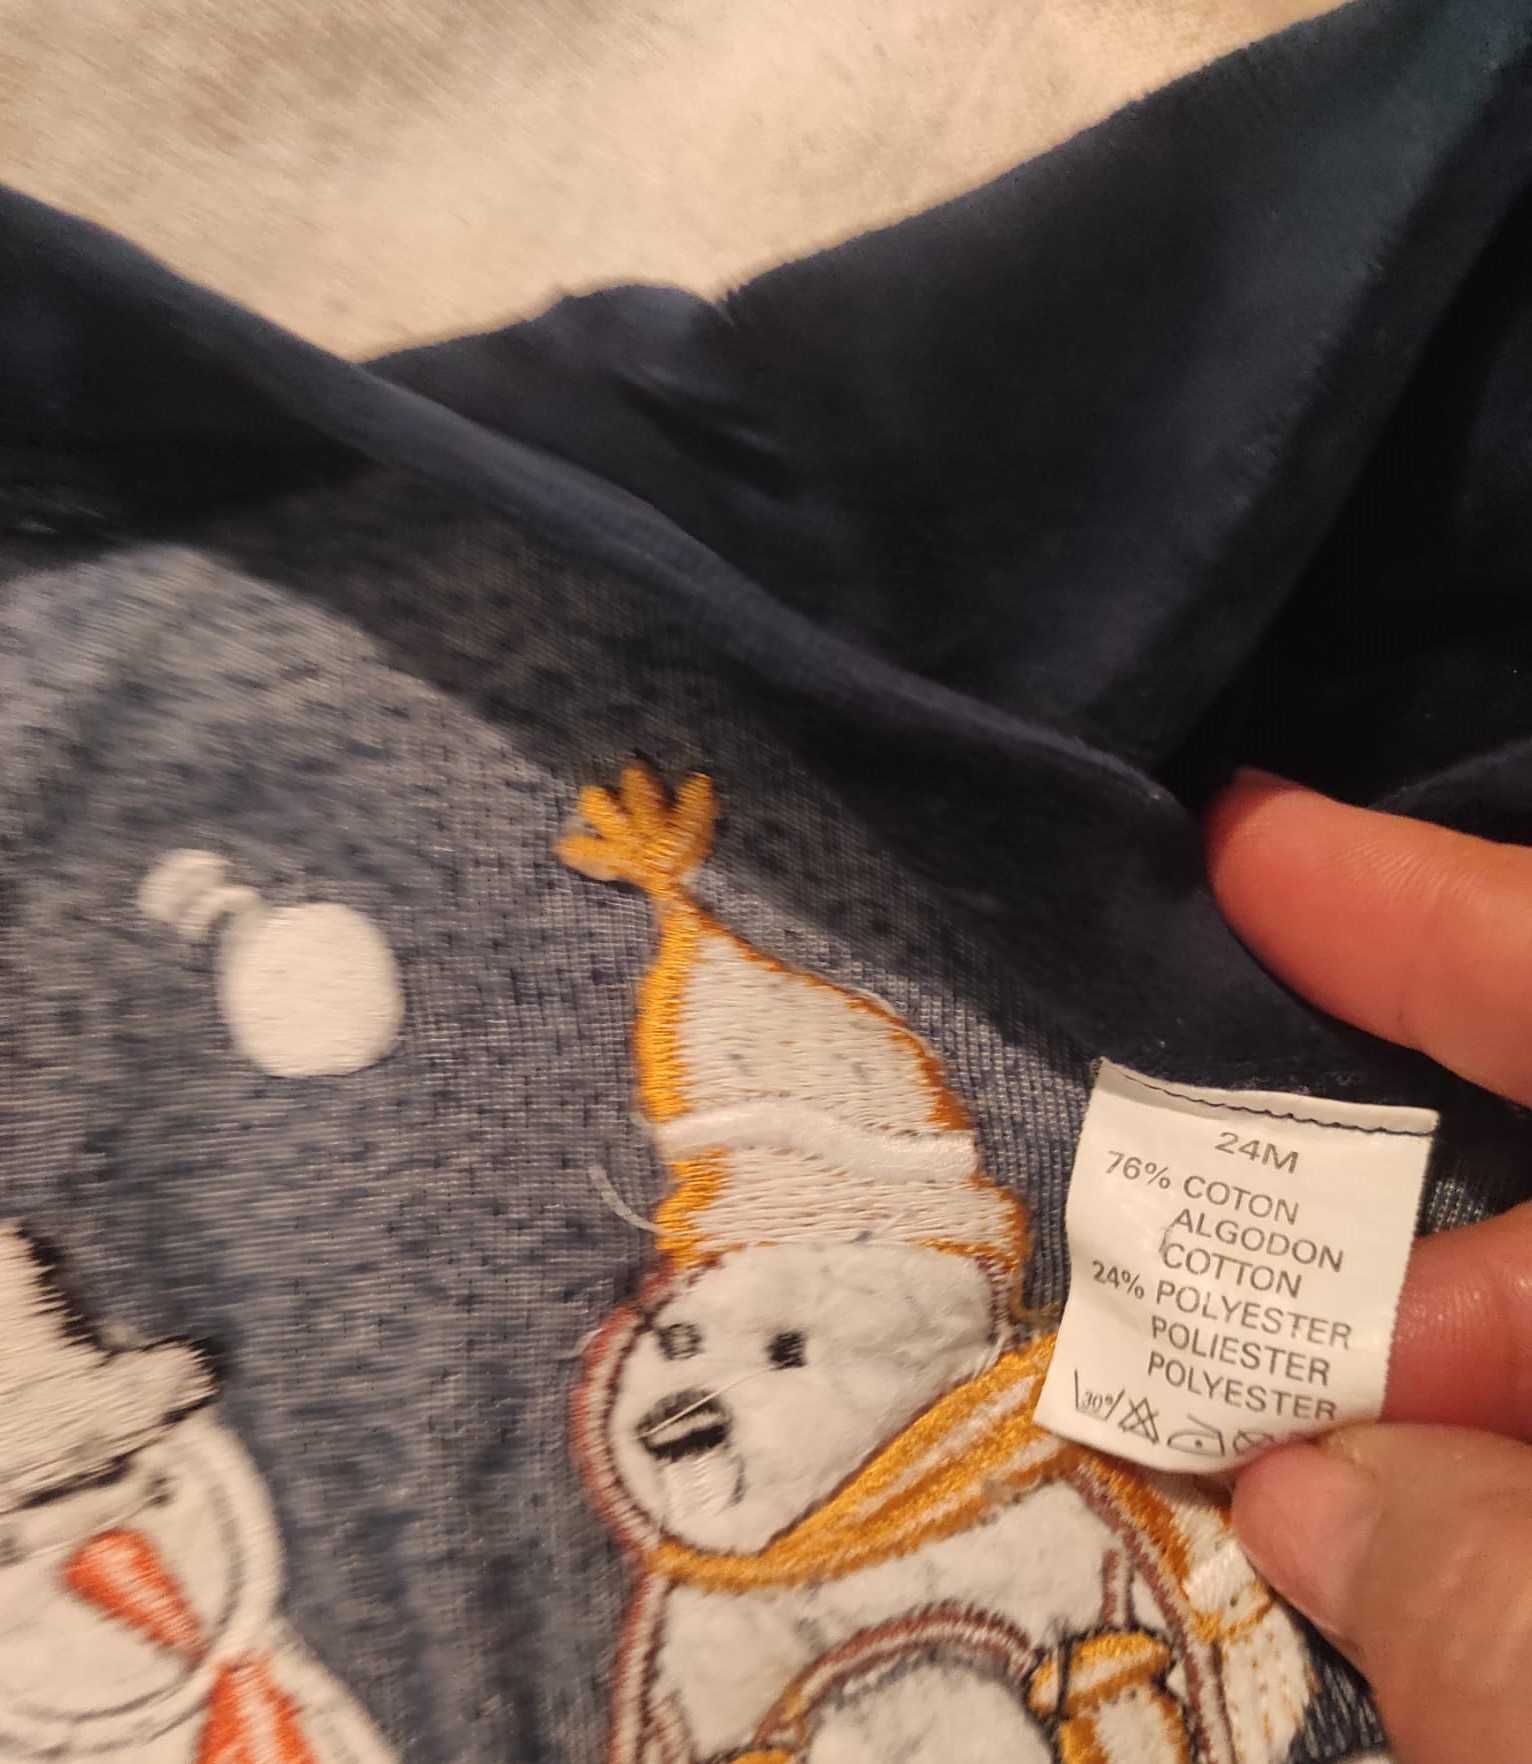 24M
76% COTON
ALGODON
COTTON
24% POLYESTER
POLIESTER
POLYESTER
30°